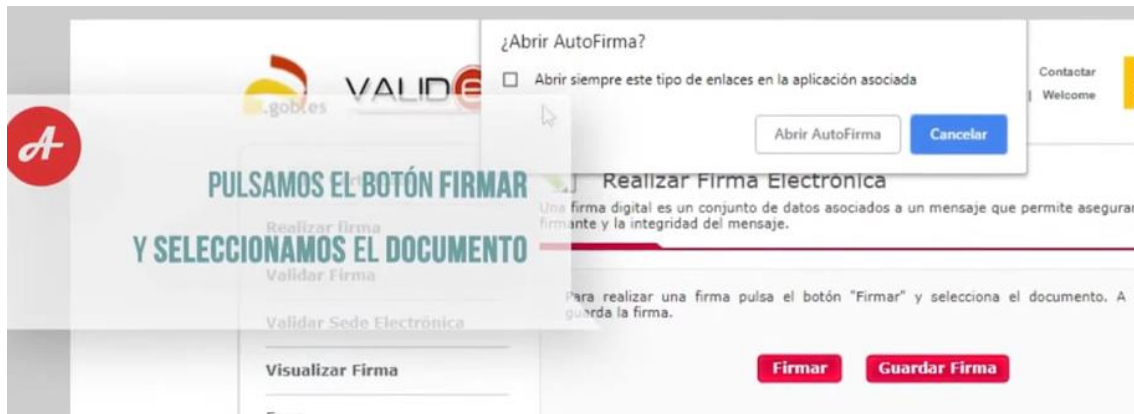 ¿Abrir AutoFirma?
Abrir siempre este tipo de enlaces en la aplicación asociada
Abrir AutoFirma
Cancelar
.gob.es
VALIDe
Contactar
| Welcome
A
PULSAMOS EL BOTÓN FIRMAR
Y SELECCIONAMOS EL DOCUMENTO
Realizar firma
Validar Firma
Validar Sede Electrónica
Visualizar Firma
Realizar Firma Electrónica
Una firma digital es un conjunto de datos asociados a un mensaje que permite asegurar
firmante y la integridad del mensaje.
Para realizar una firma pulsa el botón "Firmar" y selecciona el documento. A
guarda la firma.
Firmar
Guardar Firma